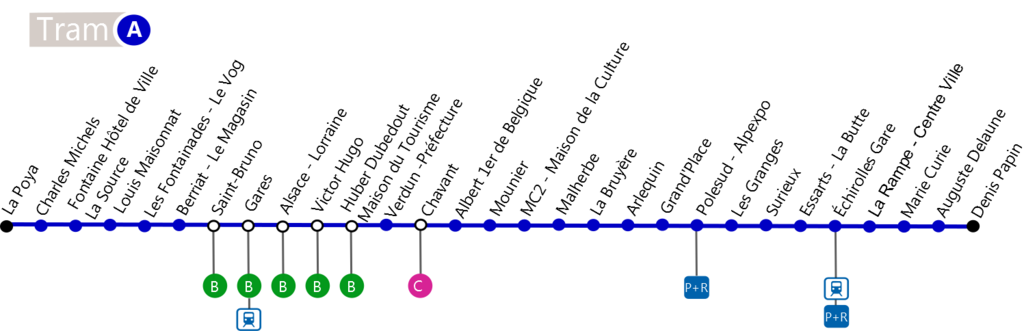 Tram A
La Poya
Charles Michels
Fontaine Hôtel de Ville
La Source
Louis Maisonnat
Les Fontainades - Le Vog
Berriat - Le Magasin
Saint-Bruno
Gares
Alsace - Lorraine
Victor Hugo
Huber Dubedout
Maison du Tourisme
Verdun -Préfecture
Chavant
Albert 1er de Belgique
Mounier
MC2 - Maison de la Culture
Malherbe
La Bruyère
Arlequin
Grand'Place
Polesud - Alpexpo
Les Granges
Surieux
Essarts - La Butte
Échirolles Gare
La Rampe - Centre Ville
Marie Curie
Auguste Delaune
Denis Papin
B
B
B
B
B
C
P+R
P+R